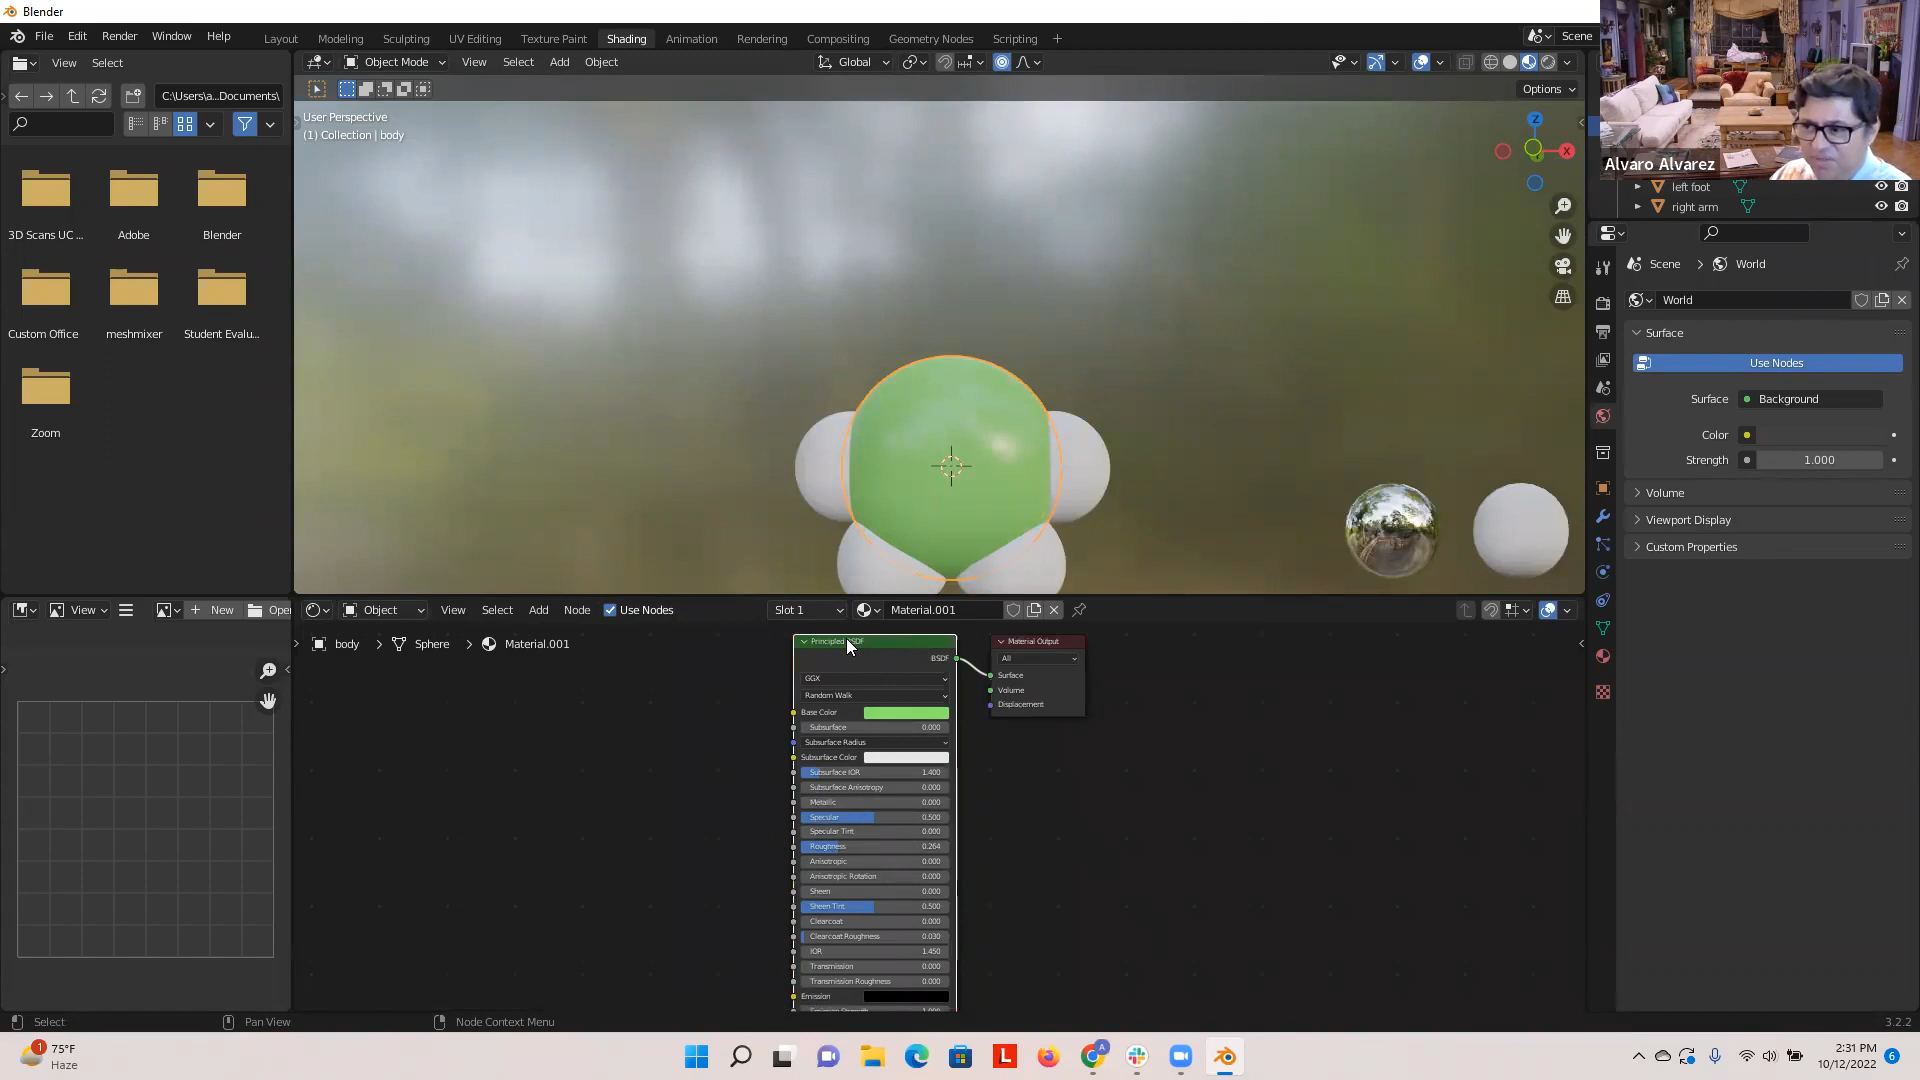 Blender
File Edit Render Window Help
Layout Modeling Sculpting UV Editing Texture Paint Shading Animation Rendering Compositing Geometry Nodes Scripting +
Scene
View Select
Object Mode View Select Add Object
Global
C:\Users\a...Documents\
Options
User Perspective
(1) Collection | body
Z
X
Alvaro Alvarez
left foot
right arm
3D Scans UC ...
Adobe
Blender
Custom Office
meshmixer
Student Evalu...
Zoom
Scene > World
World
Surface
Use Nodes
Surface Background
Color
Strength 1.000
Volume
Viewport Display
Custom Properties
View
New
Open
Object View Select Add Node Use Nodes
Slot 1
Material.001
body > Sphere > Material.001
Principled BSDF
BSDF
GGX
Random Walk
Base Color
Subsurface 0.000
Subsurface Radius
Subsurface Color
Subsurface IOR 1.400
Subsurface Anisotropy 0.000
Metallic 0.000
Specular 0.500
Specular Tint 0.000
Roughness 0.264
Anisotropic 0.000
Anisotropic Rotation 0.000
Sheen 0.000
Sheen Tint 0.500
Clearcoat 0.000
Clearcoat Roughness 0.030
IOR 1.450
Transmission 0.000
Transmission Roughness 0.000
Emission
Material Output
All
Surface
Volume
Displacement
Select
Pan View
Node Context Menu
3.2.2
1
75°F
Haze
L
A
2:31 PM
10/12/2022
6